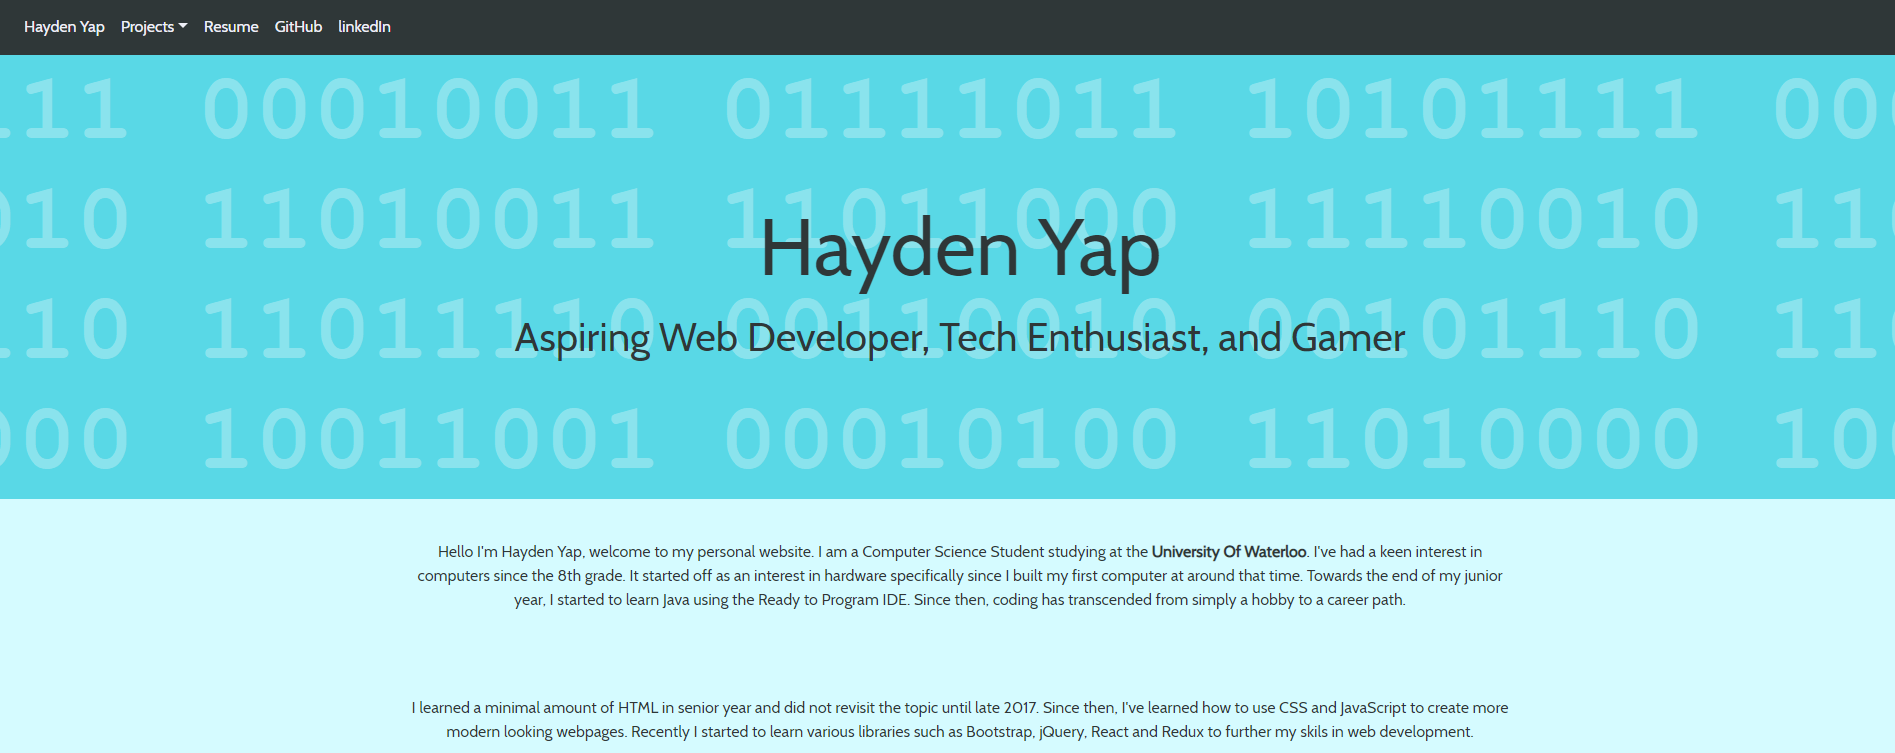 Hayden Yap Projects Resume GitHub linkedIn
111 00010011 01111011 10101111 00
010 11010011 11011000 11110010 11
Hayden Yap
110 11011110 00110010 00101110 11
Aspiring Web Developer, Tech Enthusiast, and Gamer
000 10011001 00010100 11010000 10
Hello I'm Hayden Yap, welcome to my personal website. I am a Computer Science Student studying at the University Of Waterloo. I've had a keen interest in
computers since the 8th grade. It started off as an interest in hardware specifically since I built my first computer at around that time. Towards the end of my junior
year, I started to learn Java using the Ready to Program IDE. Since then, coding has transcended from simply a hobby to a career path.
I learned a minimal amount of HTML in senior year and did not revisit the topic until late 2017. Since then, I've learned how to use CSS and JavaScript to create more
modern looking webpages. Recently I started to learn various libraries such as Bootstrap, jQuery, React and Redux to further my skils in web development.